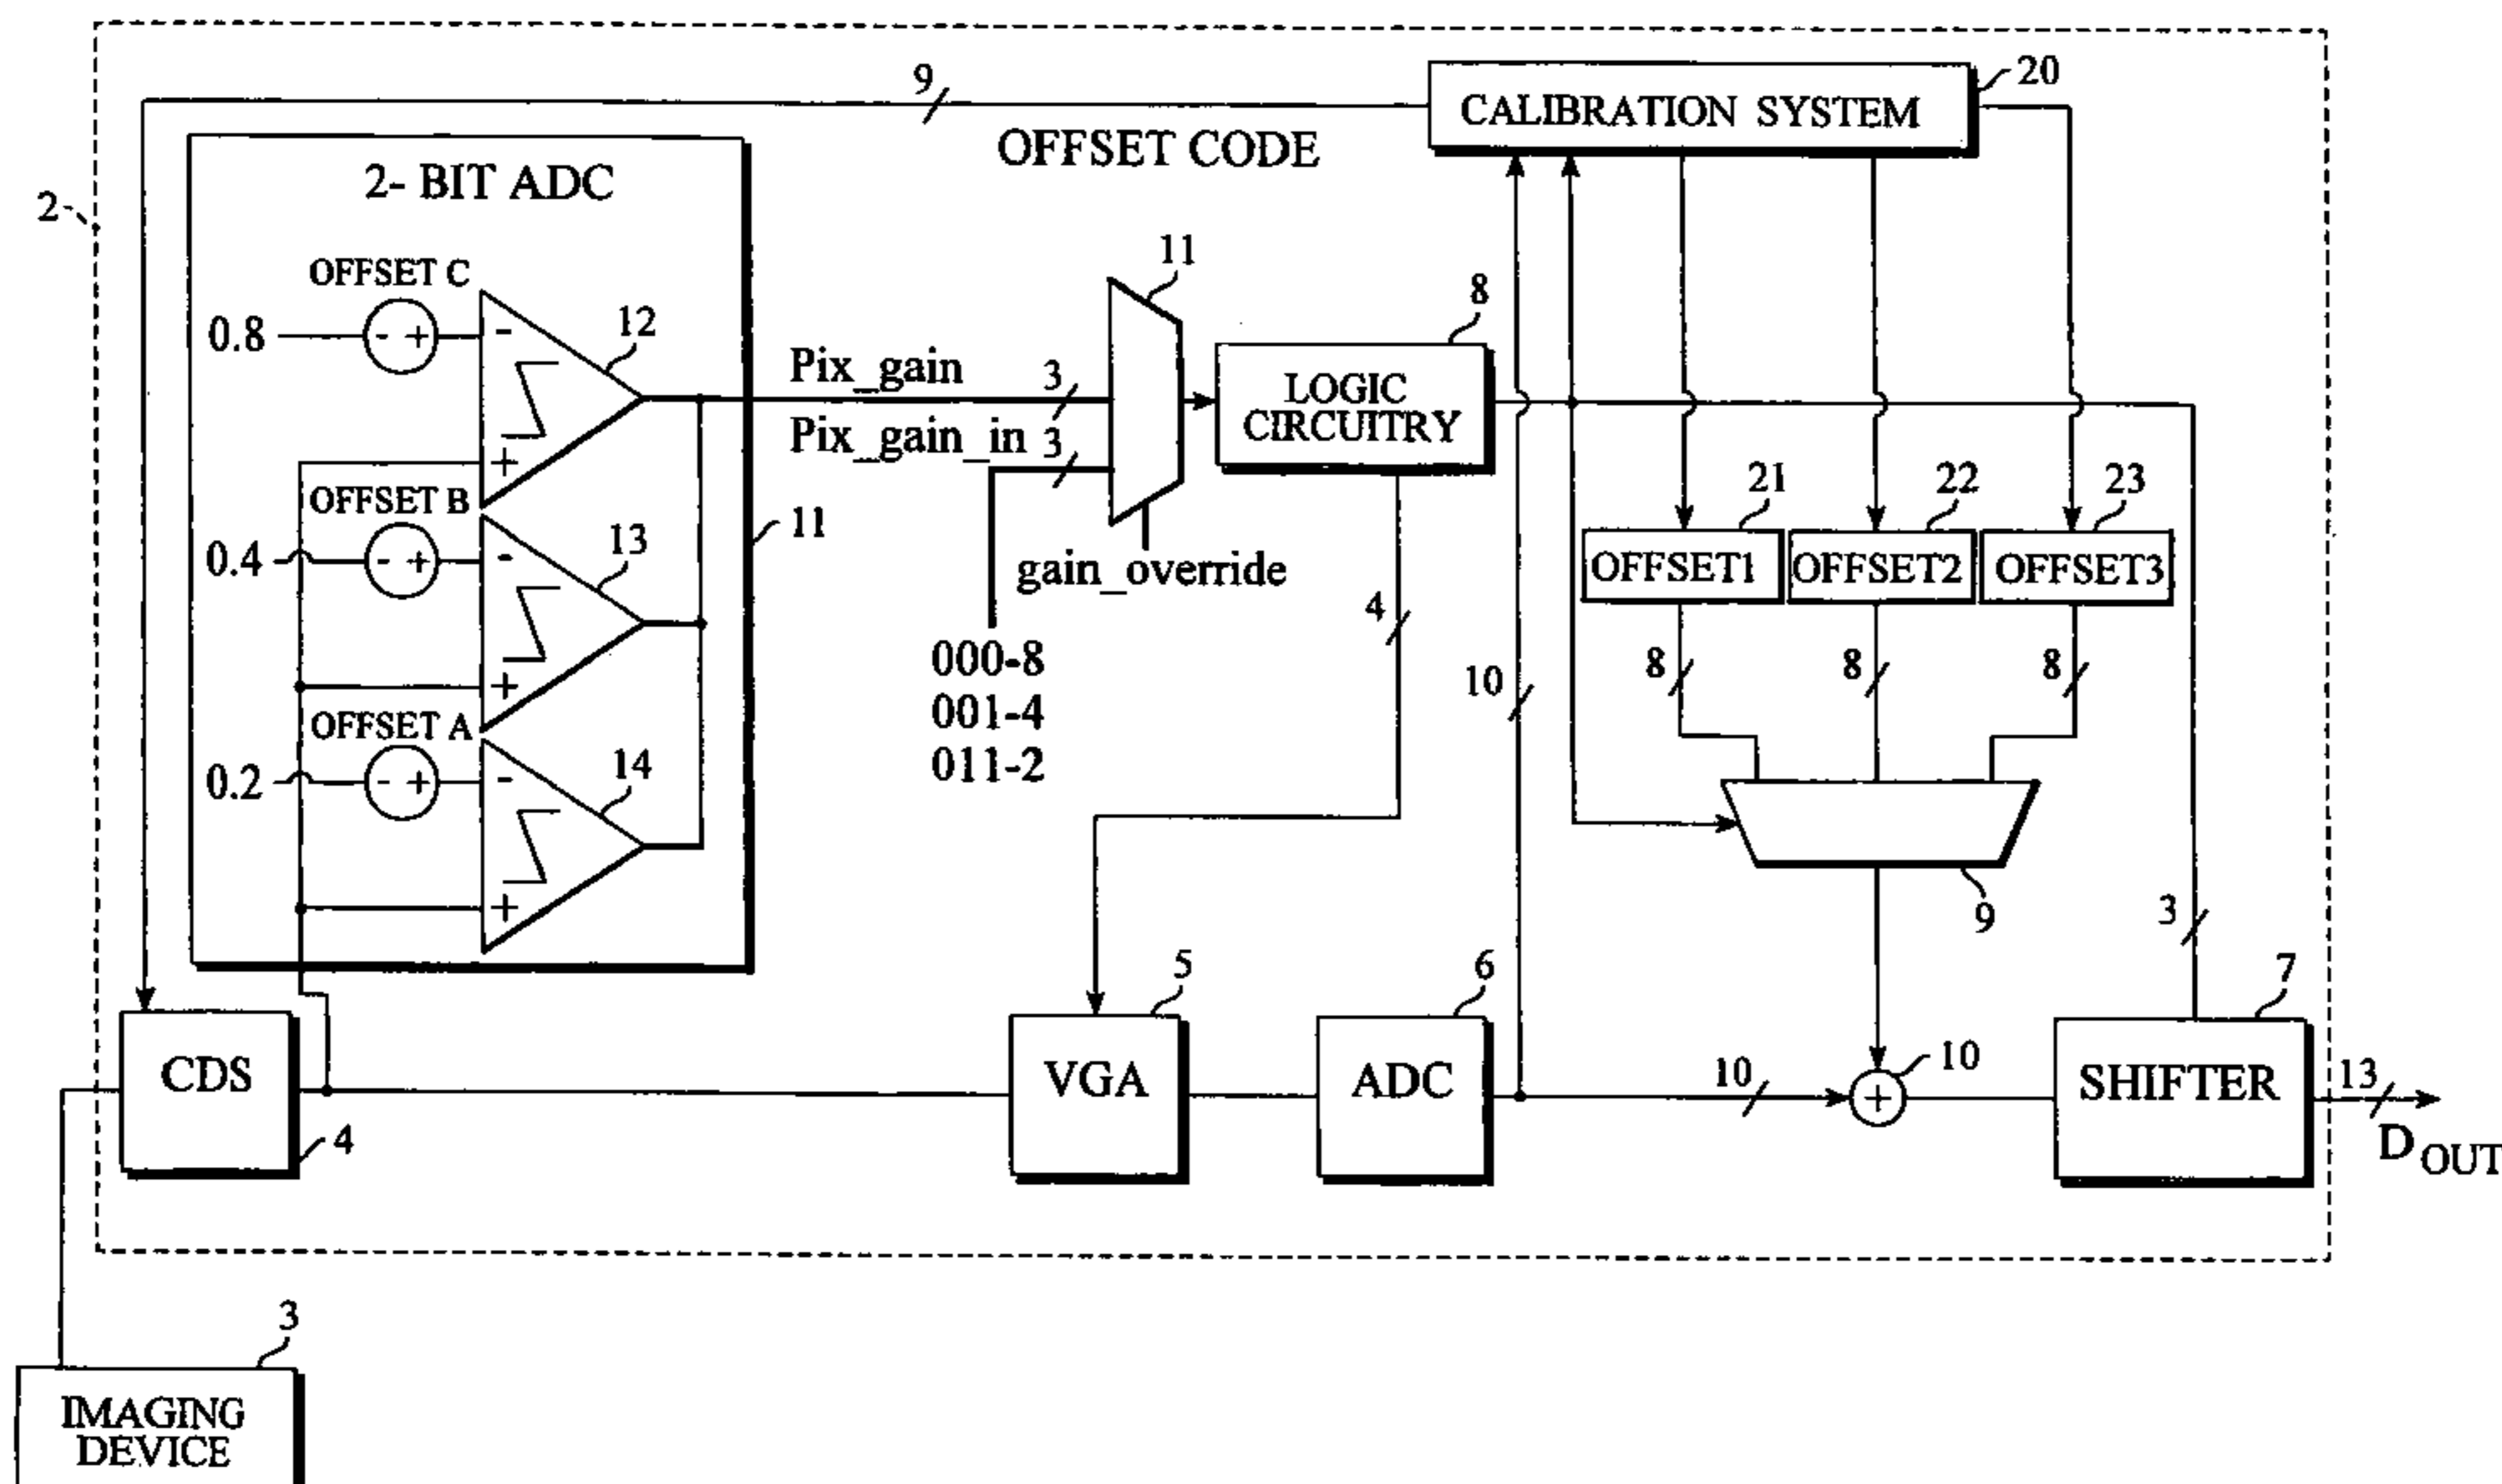 9
20
CALIBRATION SYSTEM
OFFSET CODE
2- BIT ADC
2
OFFSET C
0.8
- +
-
+
12
11
8
Pix_gain
3
Pix_gain_in
3
LOGIC
CIRCUITRY
OFFSET B
0.4
- +
-
+
13
11
gain_override
21
22
23
OFFSET1
OFFSET2
OFFSET3
4
000-8
001-4
011-2
10
8
8
8
OFFSET A
0.2
- +
-
+
14
9
3
5
6
7
CDS
4
VGA
ADC
10
10
+
SHIFTER
13
D OUT
3
IMAGING
DEVICE